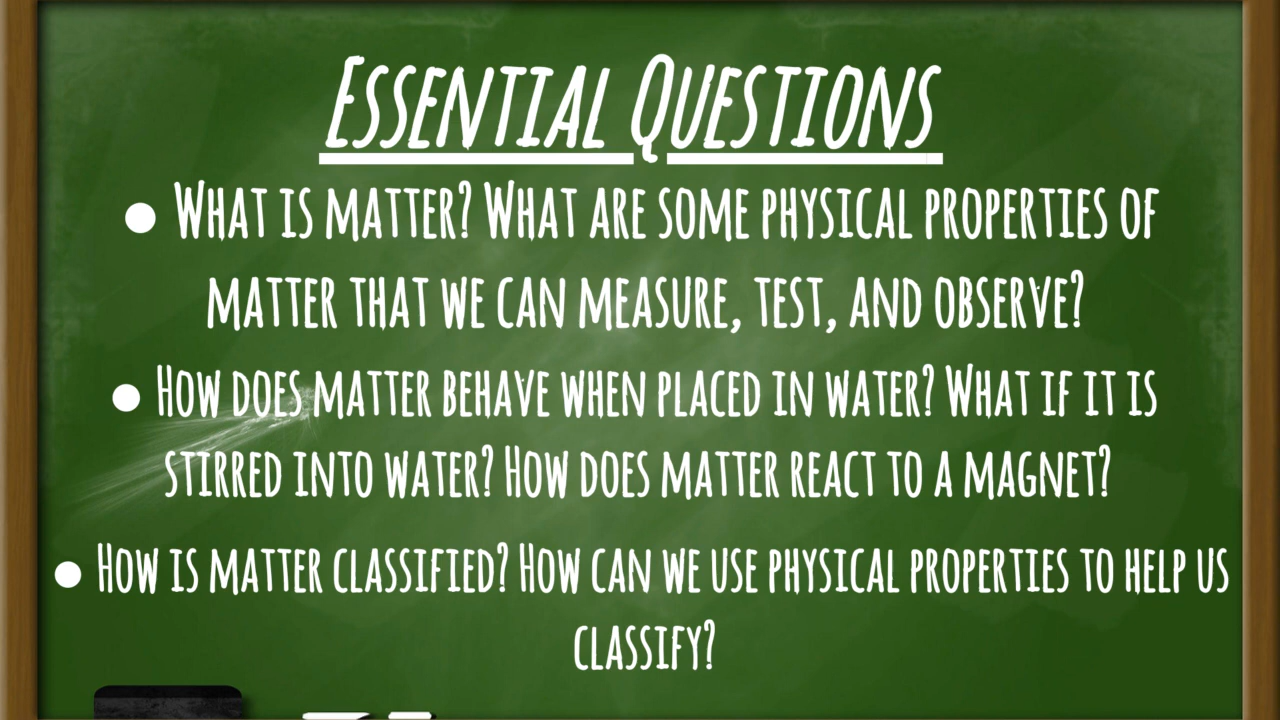 Essential Questions
• What is matter? What are some physical properties of
matter that we can measure, test, and observe?
• How does matter behave when placed in water? What if it is
stirred into water? How does matter react to a magnet?
• How is matter classified? How can we use physical properties to help us
classify?